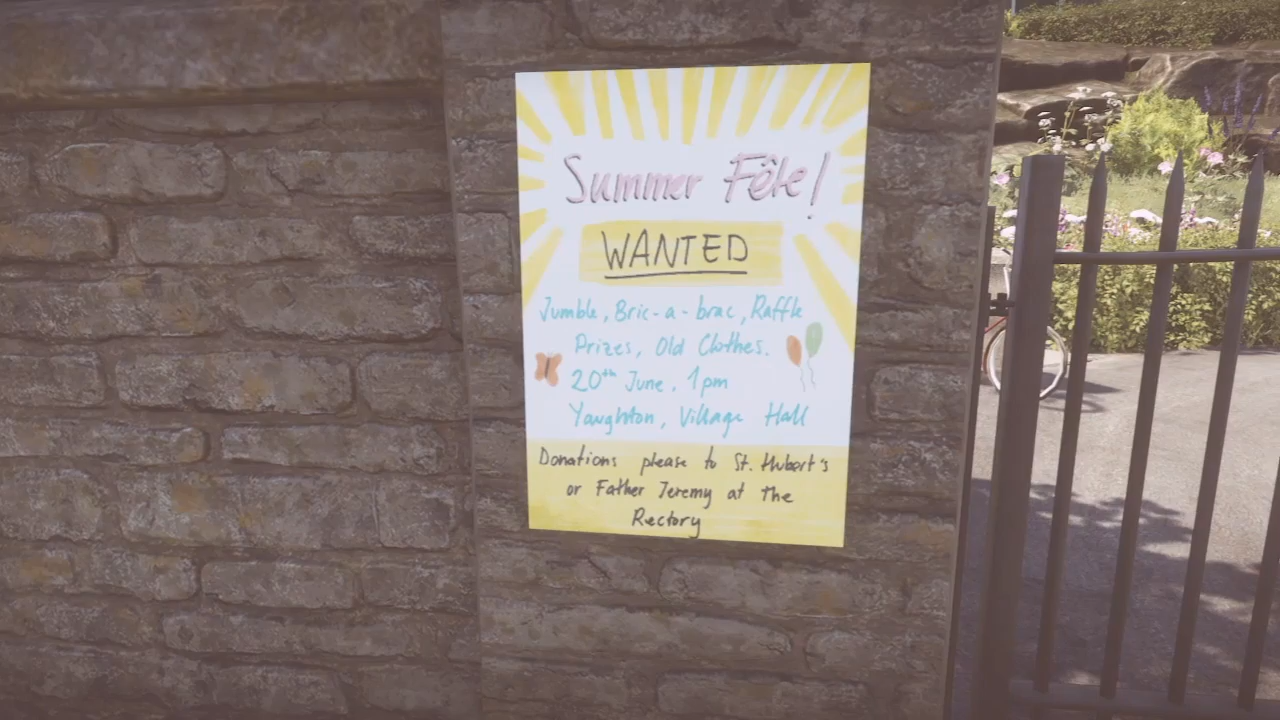 Summer Fête!
WANTED
Jumble, Bric-a-brac, Raffle
Prizes, Old Clothes.
20th June, 1pm
Yaughton, Village Hall
Donations please to St. Hubert's
or Father Jeremy at the
Rectory